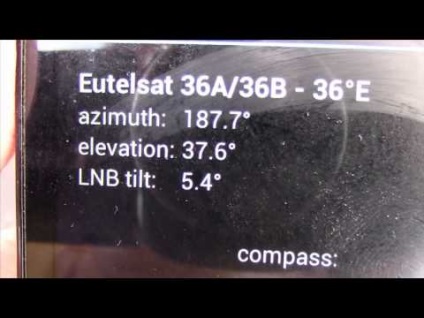 Eutelsat 36A/36B - 36°E
azimuth: 187.7°
elevation: 37.6°
LNB tilt: 5.4°
compass: